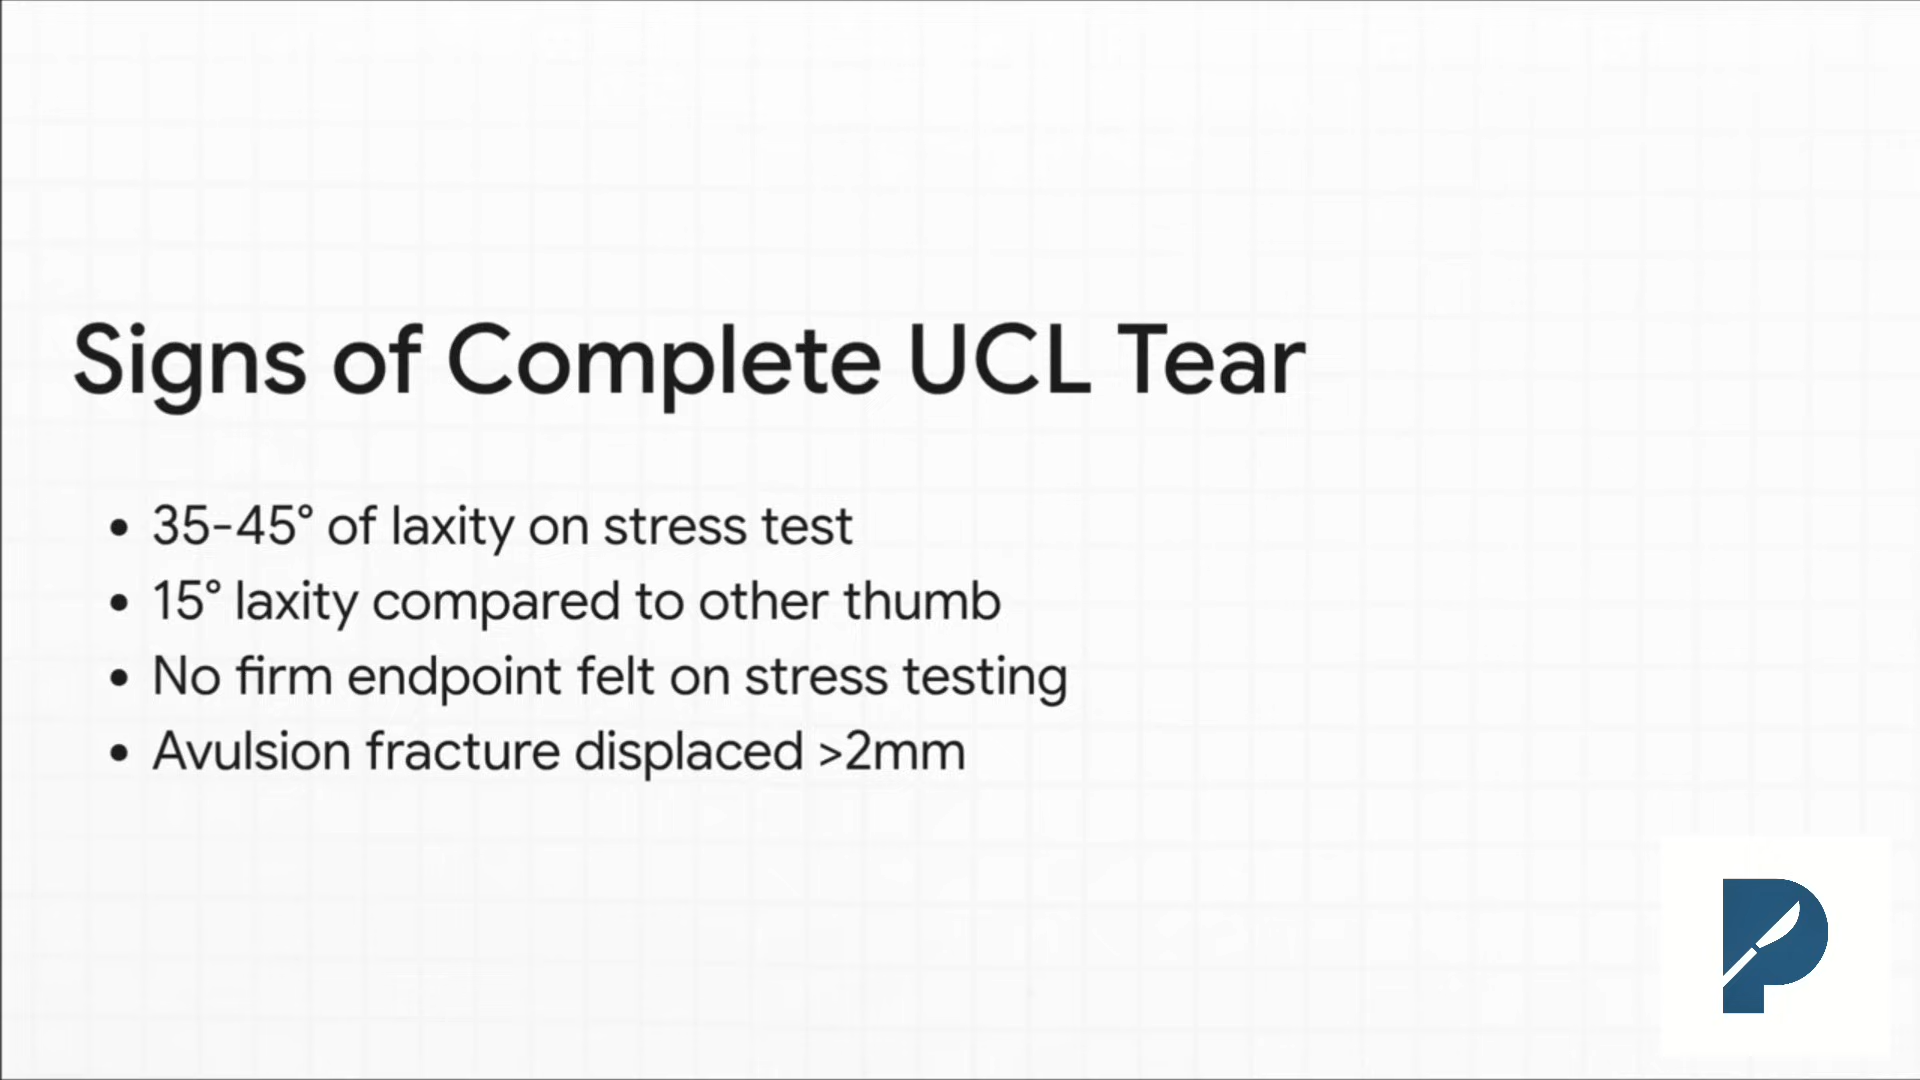 Signs of Complete UCL Tear
• 35-45° of laxity on stress test
• 15° laxity compared to other thumb
• No firm endpoint felt on stress testing
• Avulsion fracture displaced >2mm
P